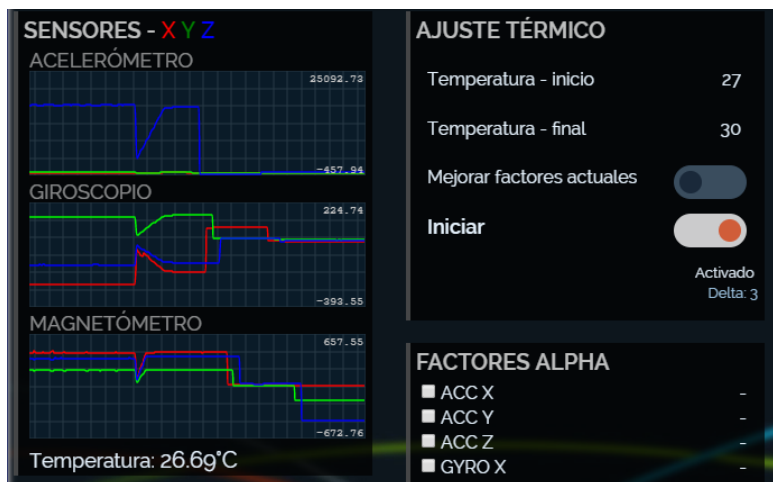 SENSORES - X Y Z
ACELERÓMETRO
25092.73
-457.94
GIROSCOPIO
224.74
-393.55
MAGNETÓMETRO
657.55
-672.76
Temperatura: 26.69°C
AJUSTE TÉRMICO
Temperatura - inicio 27
Temperatura - final 30
Mejorar factores actuales
Iniciar
Activado
Delta: 3
FACTORES ALPHA
ACC X -
ACC Y -
ACC Z -
GYRO X -